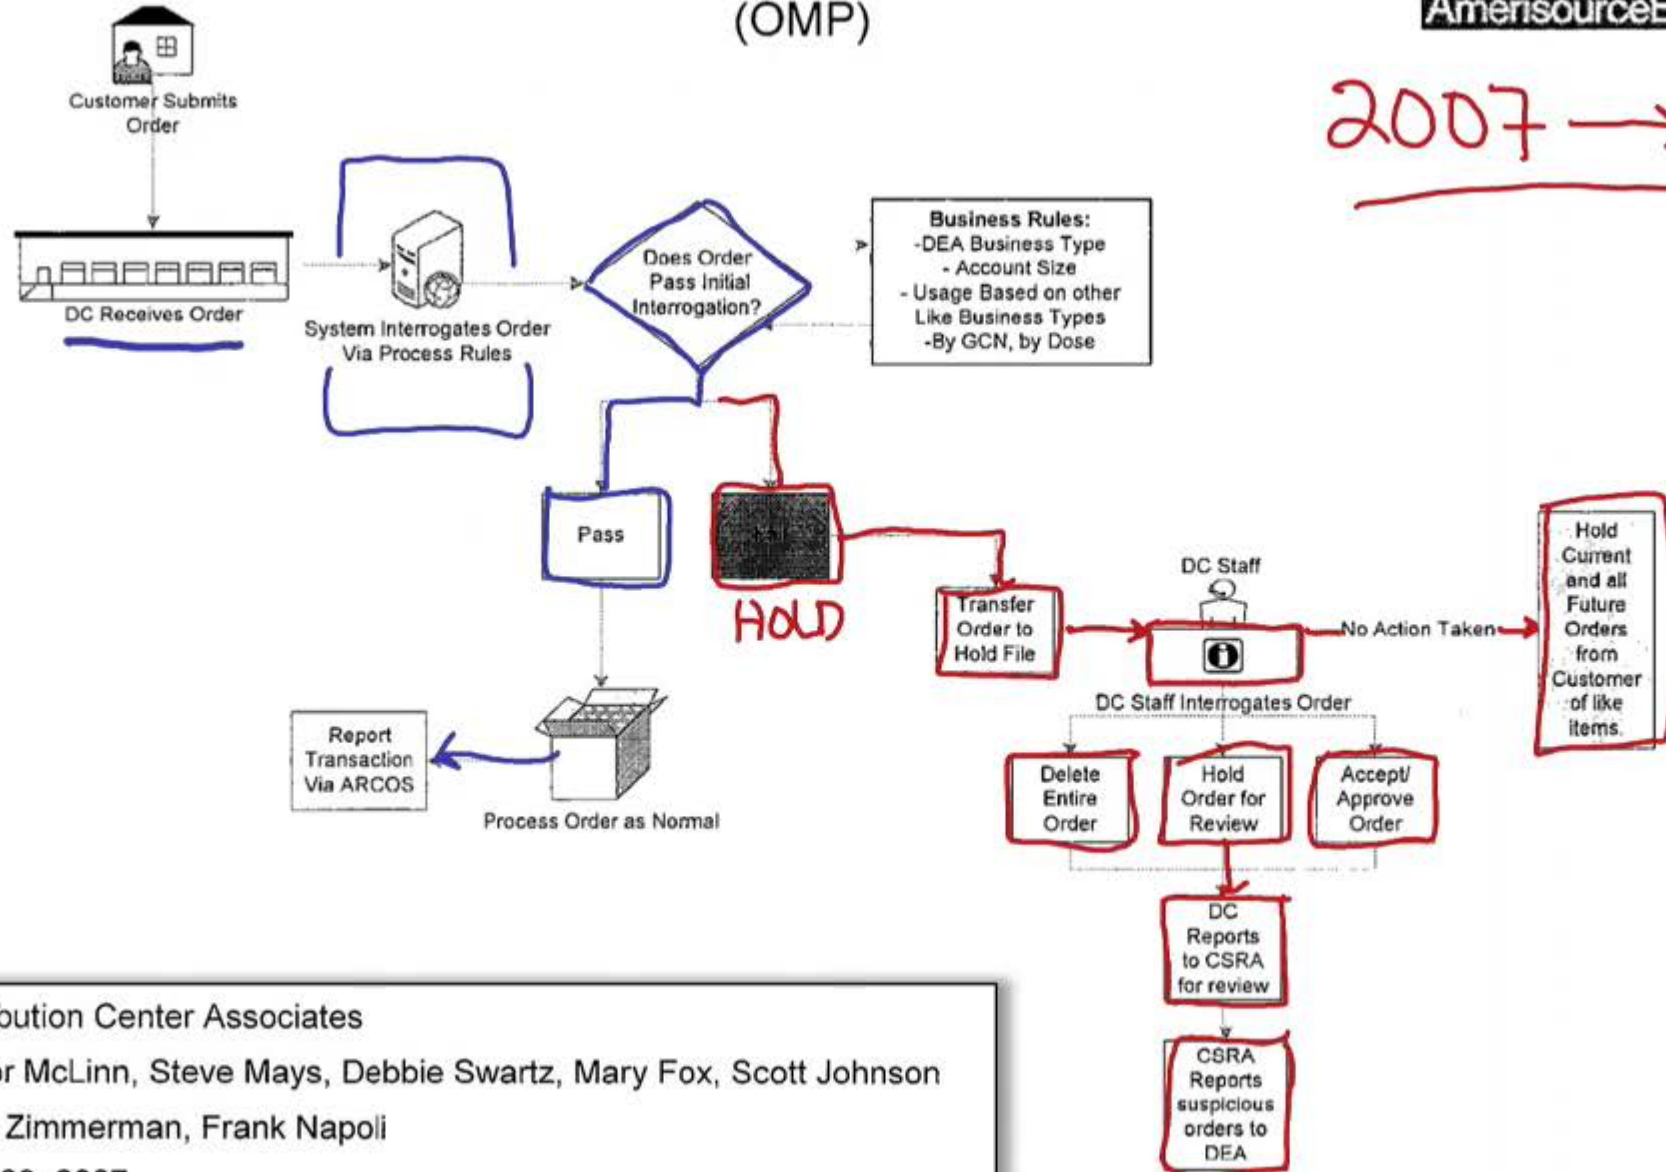 (OMP)
AmerisourceB
2007
Customer Submits
Order
DC Receives Order
System Interrogates Order
Via Process Rules
Does Order
Pass Initial
Interrogation?
Business Rules:
-DEA Business Type
- Account Size
- Usage Based on other
Like Business Types
-By GCN, by Dose
Pass
HOLD
Transfer
Order to
Hold File
DC Staff
No Action Taken
Hold
Current
and all
Future
Orders
from
Customer
of like
items.
DC Staff Interrogates Order
Delete
Entire
Order
Hold
Order for
Review
Accept/
Approve
Order
Report
Transaction
Via ARCOS
Process Order as Normal
DC
Reports
to CSRA
for review
CSRA
Reports
suspicious
orders to
DEA
bution Center Associates
or McLinn, Steve Mays, Debbie Swartz, Mary Fox, Scott Johnson
Zimmerman, Frank Napoli